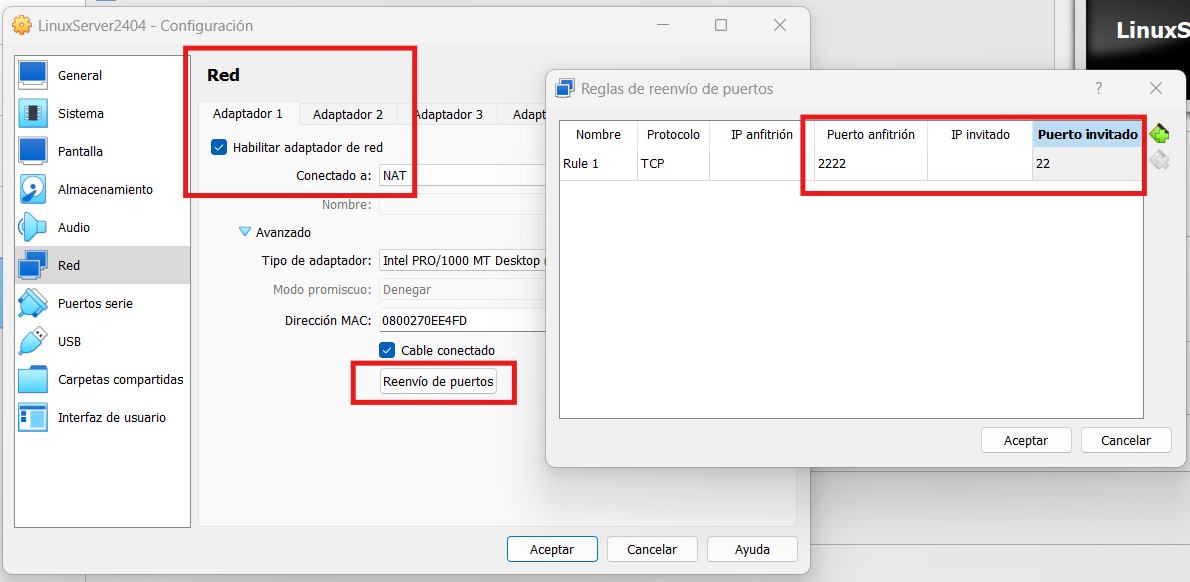 LinuxServer2404 - Configuración
General
Sistema
Pantalla
Almacenamiento
Audio
Red
Puertos serie
USB
Carpetas compartidas
Interfaz de usuario
Red
Adaptador 1 Adaptador 2 Adaptador 3 Adapt
Habilitar adaptador de red
Conectado a: NAT
Nombre:
Avanzado
Tipo de adaptador: Intel PRO/1000 MT Desktop (
Modo promiscuo: Denegar
Dirección MAC: 0800270EE4FD
Cable conectado
Reenvío de puertos
Aceptar Cancelar Ayuda
LinuxS
Reglas de reenvío de puertos
?
Nombre Protocolo IP anfitrión Puerto anfitrión IP invitado Puerto invitado
Rule 1 TCP 2222 22
Aceptar Cancelar